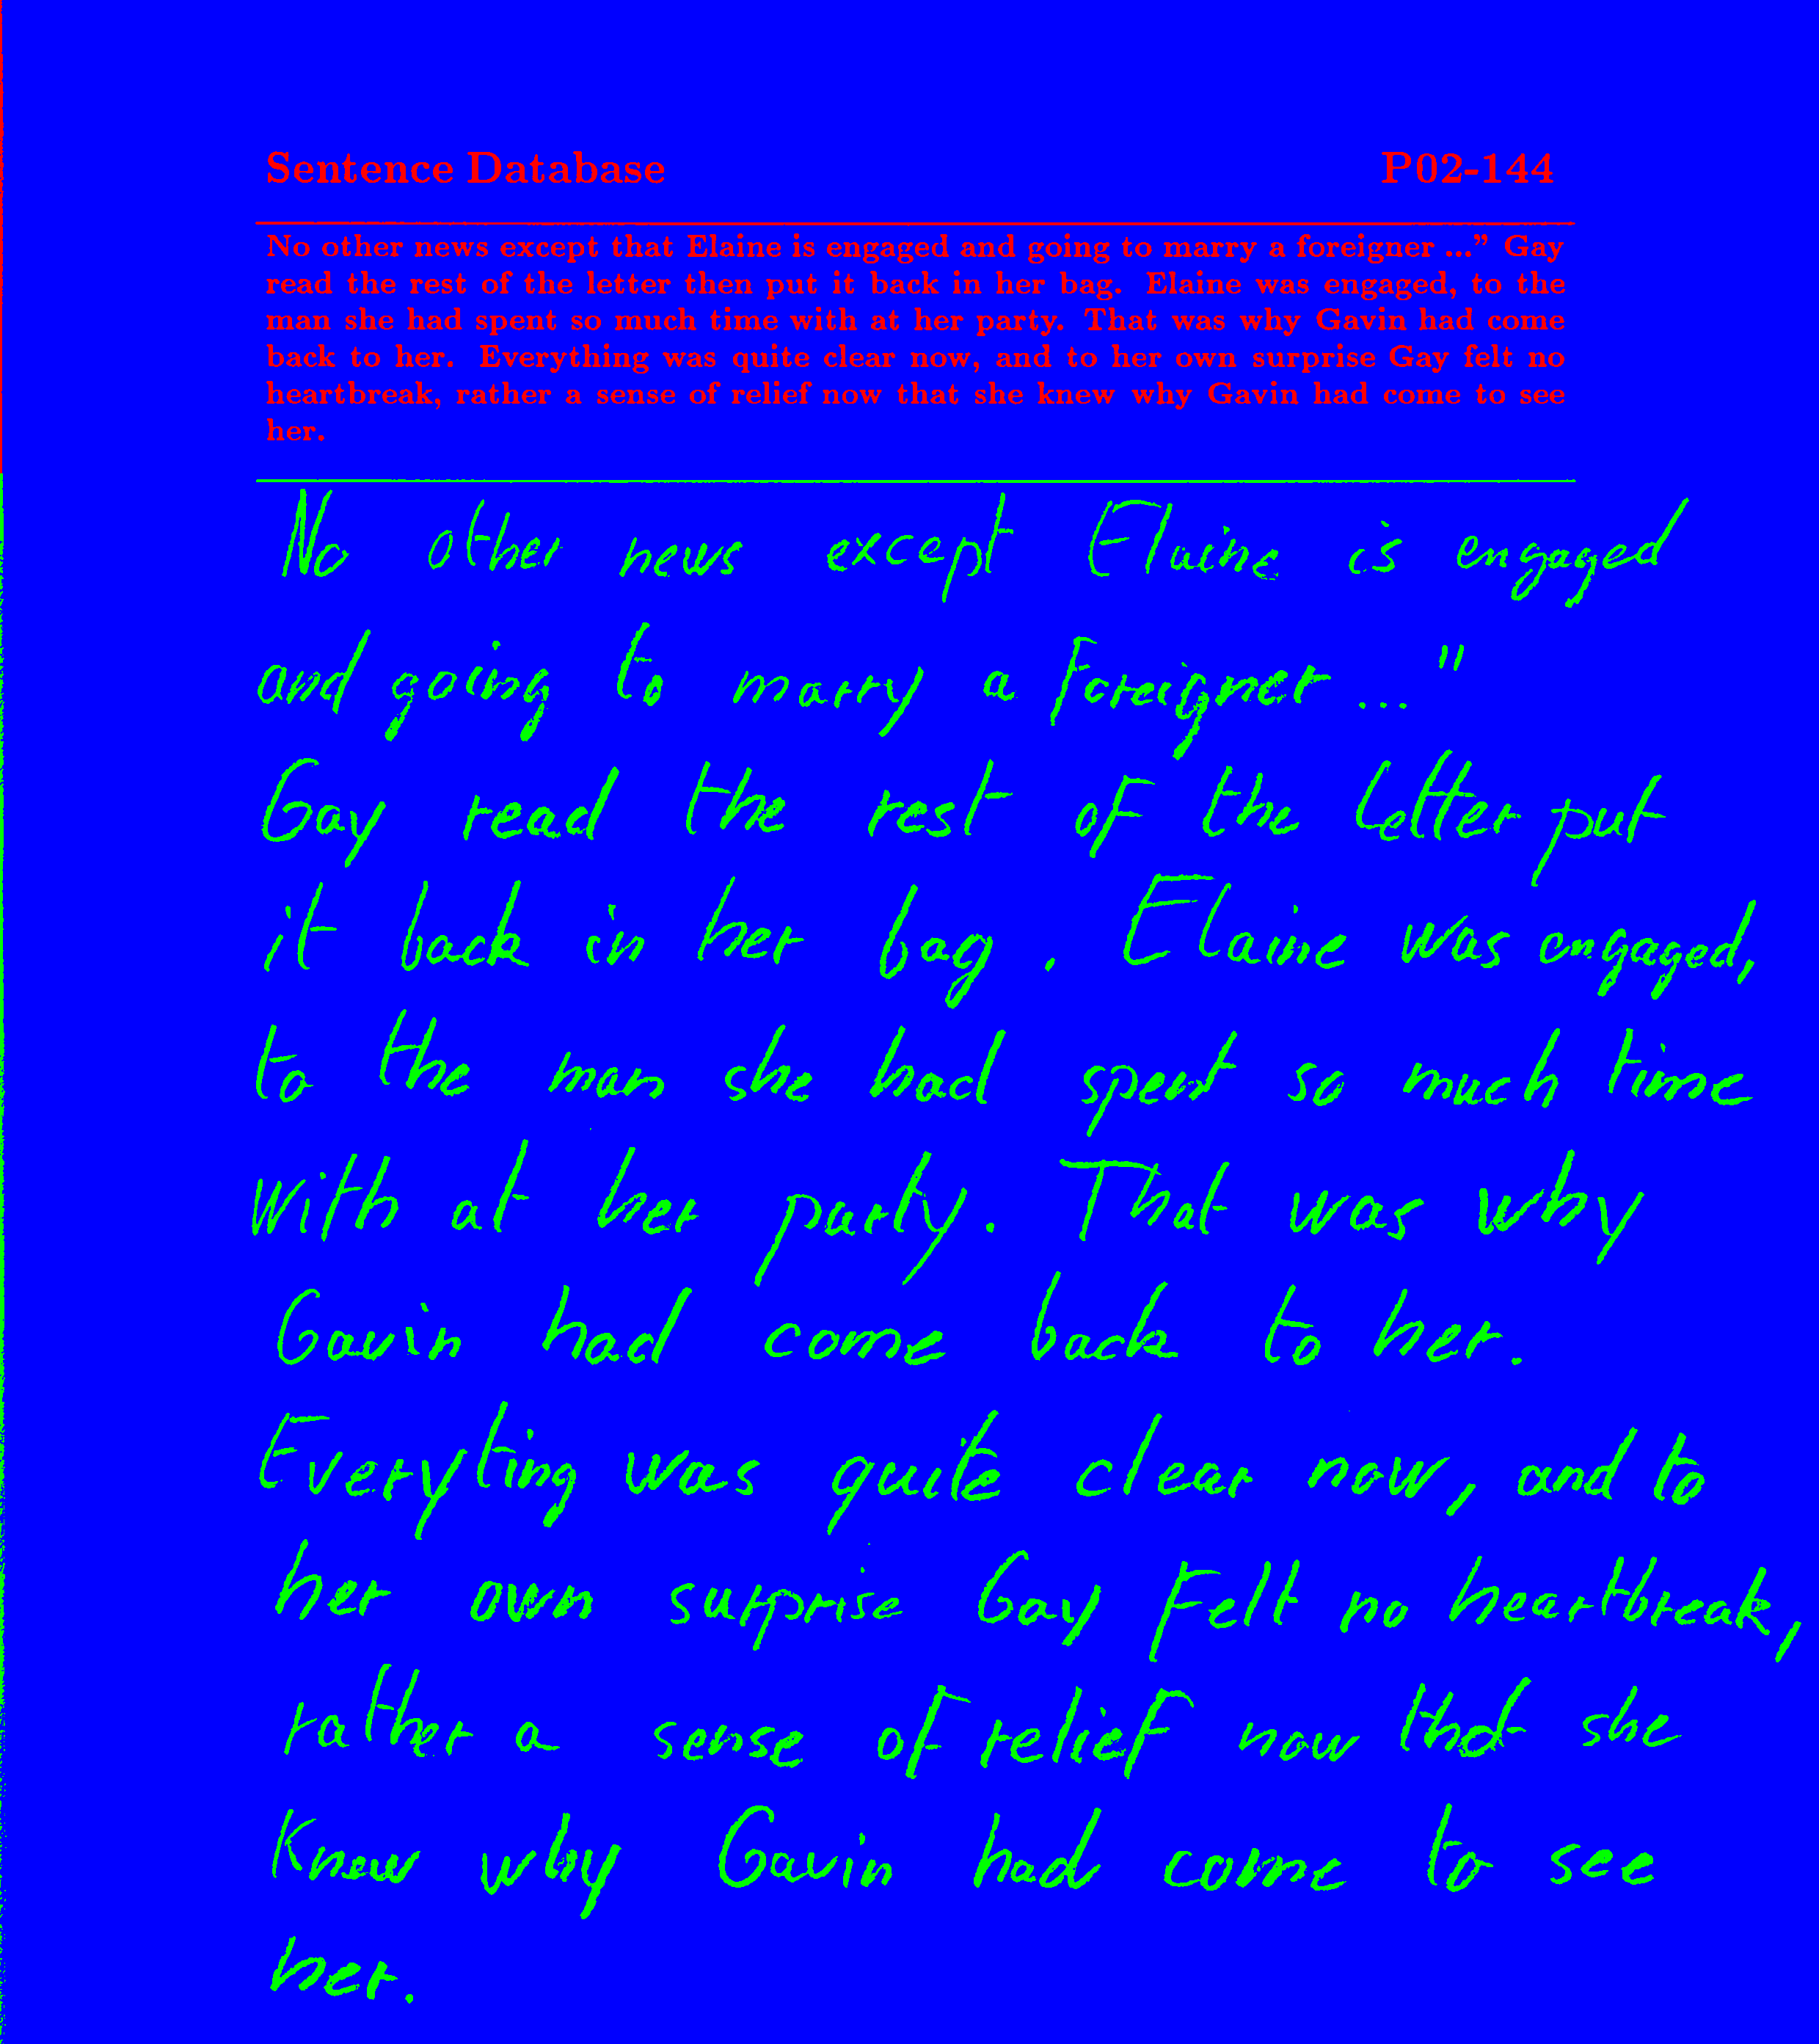 Sentence Database P02-144
No other news except that Elaine is engaged and going to marry a foreigner ..." Gay
read the rest of the letter then put it back in her bag. Elaine was engaged, to the
man she had spent so much time with at her party. That was why Gavin had come
back to her. Everything was quite clear now, and to her own surprise Gay felt no
heartbreak, rather a sense of relief now that she knew why Gavin had come to see
her.
No other news except Elaine is engaged
and going to marry a foreigner ..."
Gay read the rest of the letter put
it back in her bag. Elaine was engaged,
to the man she had spent so much time
with at her party. That was why
Gavin had come back to her.
Everyting was quite clear now, and to
her own surprise Gay felt no heartbreak,
rather a sense of relief now that she
knew why Gavin had come to see
her.